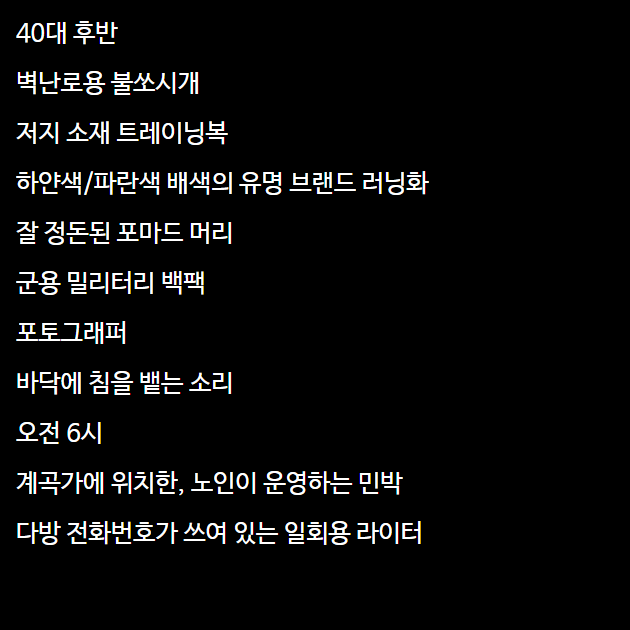 40대 후반
벽난로용 불쏘시개
저지 소재 트레이닝복
하얀색/파란색 배색의 유명 브랜드 러닝화
잘 정돈된 포마드 머리
군용 밀리터리 백팩
포토그래퍼
바닥에 침을 뱉는 소리
오전 6시
계곡가에 위치한, 노인이 운영하는 민박
다방 전화번호가 쓰여 있는 일회용 라이터